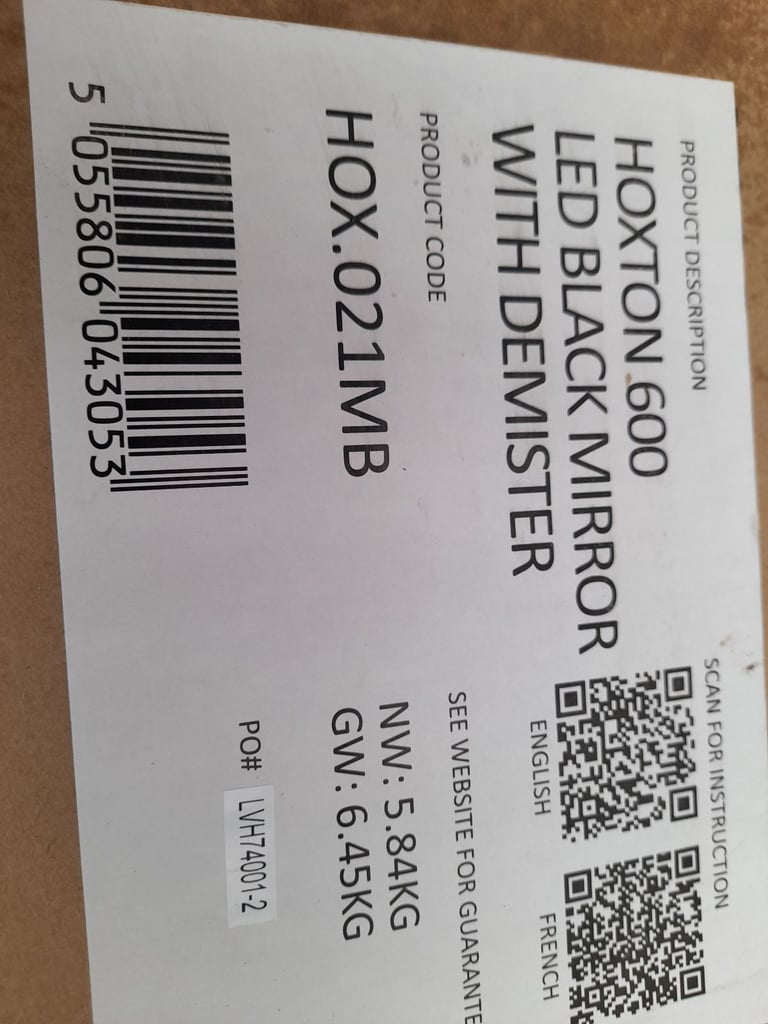 PRODUCT DESCRIPTION
HOXTON 600
LED BLACK MIRROR
WITH DEMISTER
PRODUCT CODE
HOX.021MB
5 055806 043053
SCAN FOR INSTRUCTION
ENGLISH
FRENCH
SEE WEBSITE FOR GUARANTE
NW: 5.84KG
GW: 6.45KG
PO# LVH74001-2